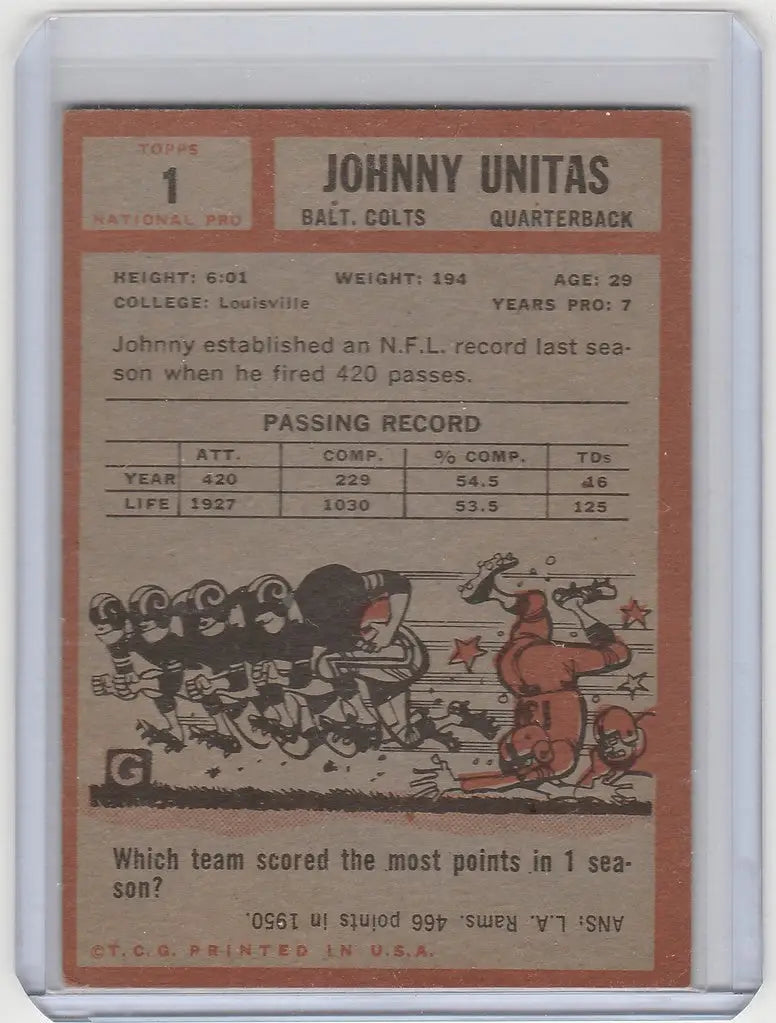 TOPPS
1
NATIONAL PRO
JOHNNY UNITAS
BALT. COLTS QUARTERBACK
HEIGHT: 6:01 WEIGHT: 194 AGE: 29
COLLEGE: Louisville YEARS PRO: 7
Johnny established an N.F.L. record last sea-
son when he fired 420 passes.
PASSING RECORD
ATT. COMP. % COMP. TDs
YEAR 420 229 54.5 16
LIFE 1927 1030 53.5 125
G
Which team scored the most points in 1 sea-
son?
ANS: L.A. Rams. 466 points in 1950.
©T.C.G. PRINTED IN U.S.A.